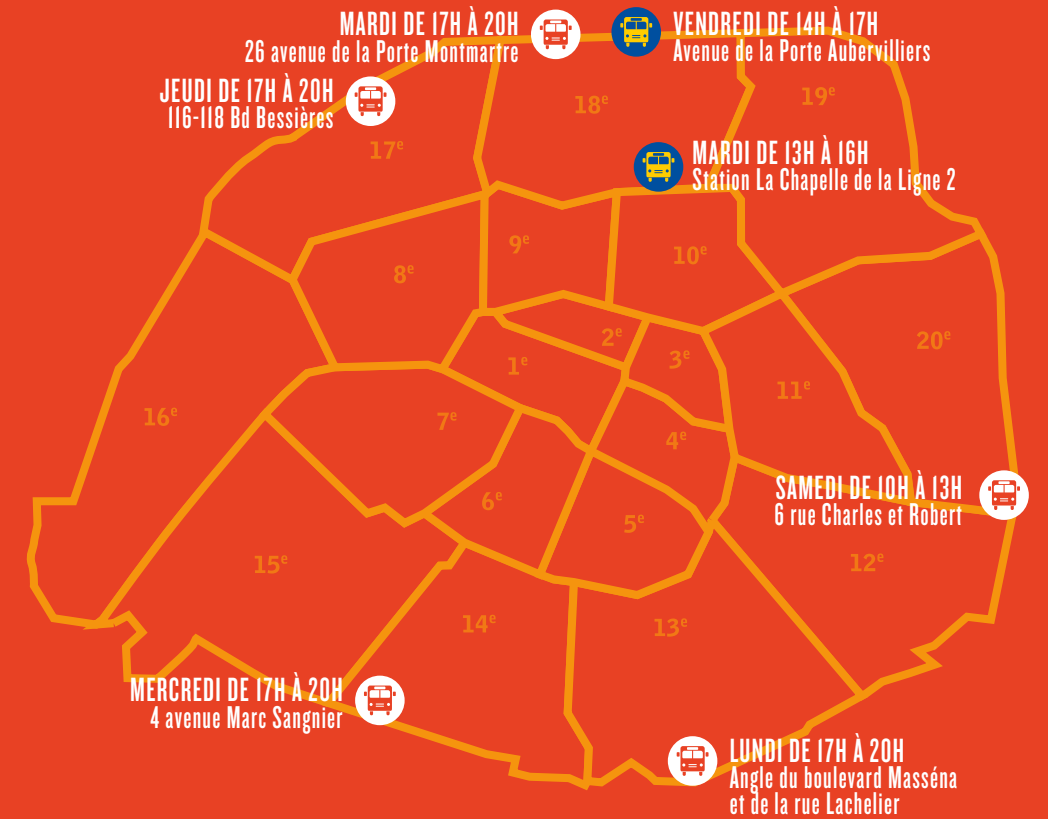 MARDI DE 17H À 20H
26 avenue de la Porte Montmartre
VENDREDI DE 14H À 17H
Avenue de la Porte Aubervilliers
JEUDI DE 17H À 20H
116-118 Bd Bessières
18e
19e
17e
MARDI DE 13H À 16H
Station La Chapelle de la Ligne 2
9e
10e
8e
2e
20e
3e
1e
11e
16e
7e
4e
SAMEDI DE 10H À 13H
6 rue Charles et Robert
6e
5e
15e
12e
14e
13e
MERCREDI DE 17H À 20H
4 avenue Marc Sangnier
LUNDI DE 17H À 20H
Angle du boulevard Masséna
et de la rue Lachelier